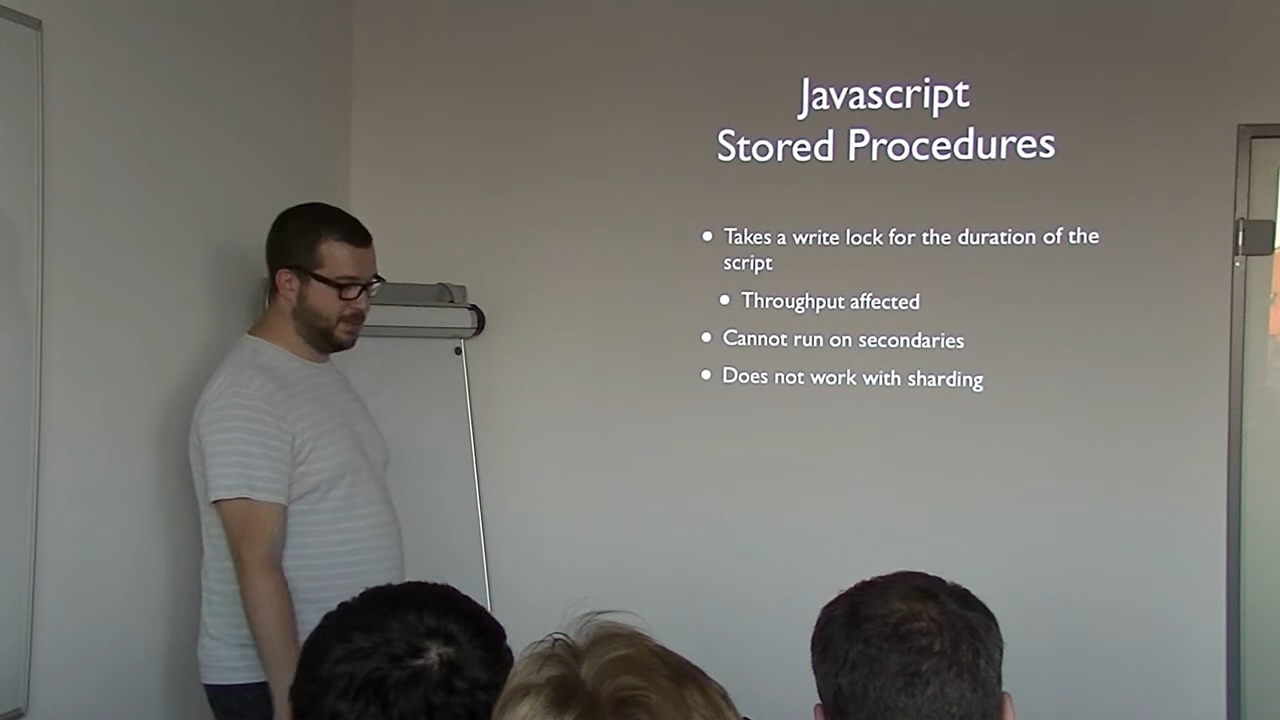 Javascript
Stored Procedures
• Takes a write lock for the duration of the
script
• Throughput affected
• Cannot run on secondaries
• Does not work with sharding